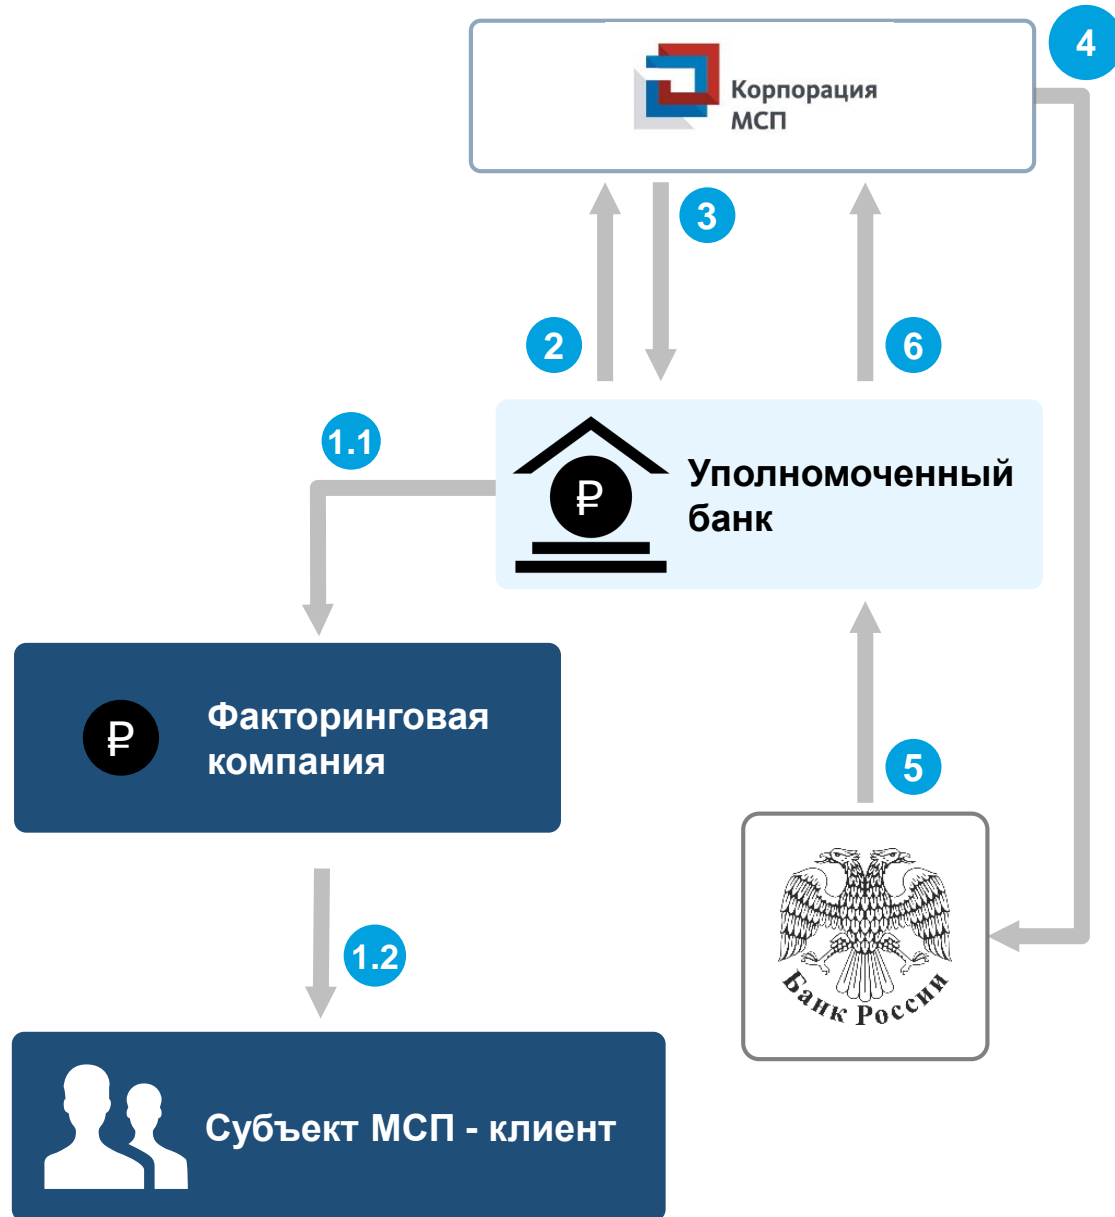 4
Корпорация
МСП
3
2
6
1.1
₽
Уполномоченный
банк
₽
Факторинговая
компания
5
1.2
Банк России
Субъект МСП - клиент